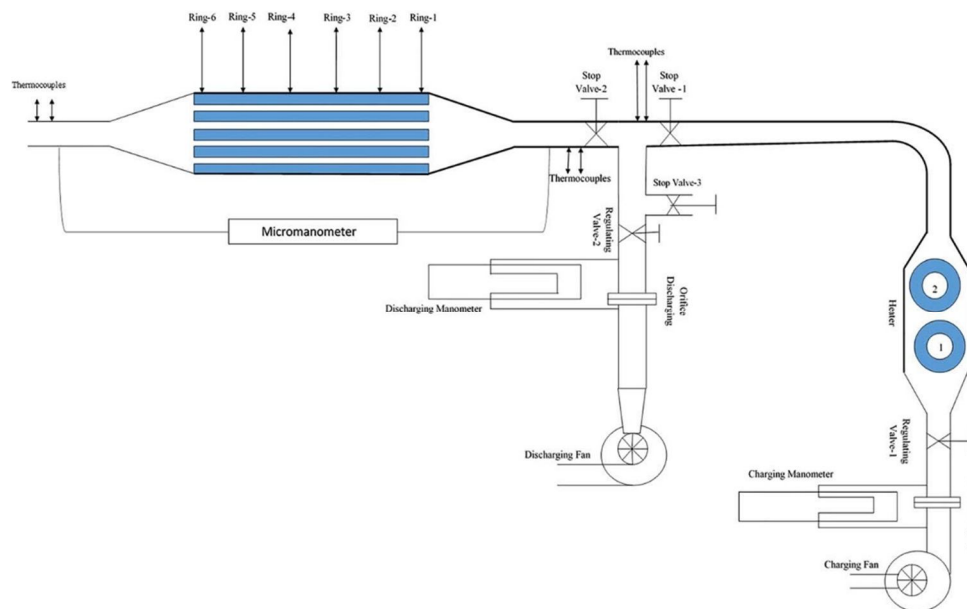 Ring-6 Ring-5 Ring-4 Ring-3 Ring-2 Ring-1
Thermocouples
Thermocouples
Stop
Valve-2
Stop
Valve -1
Thermocouples
Stop Valve-3
Micromanometer
Regulating
Valve-2
Discharging Manometer
Orifice
Discharging
Heater
2
1
Discharging Fan
Regulating
Valve-1
Charging Manometer
Charging Fan